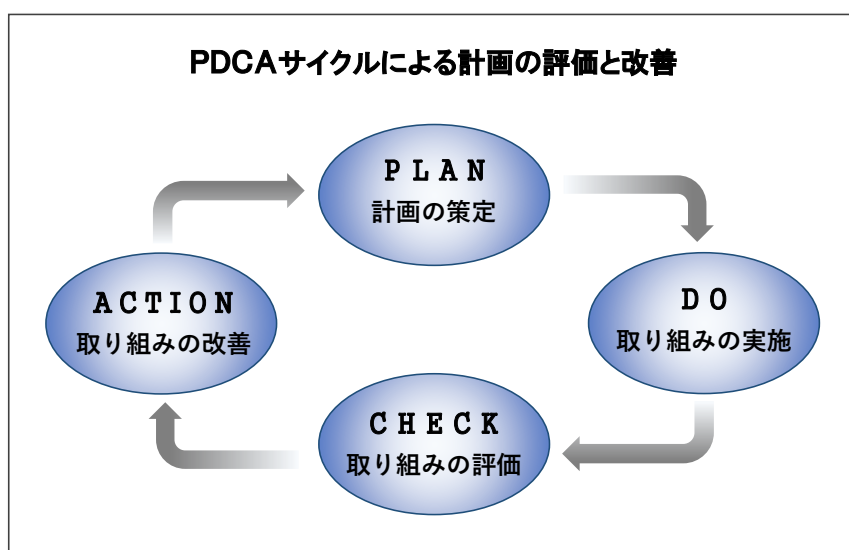 PDCAサイクルによる計画の評価と改善
PLAN
計画の策定
DO
取り組みの実施
CHECK
取り組みの評価
ACTION
取り組みの改善